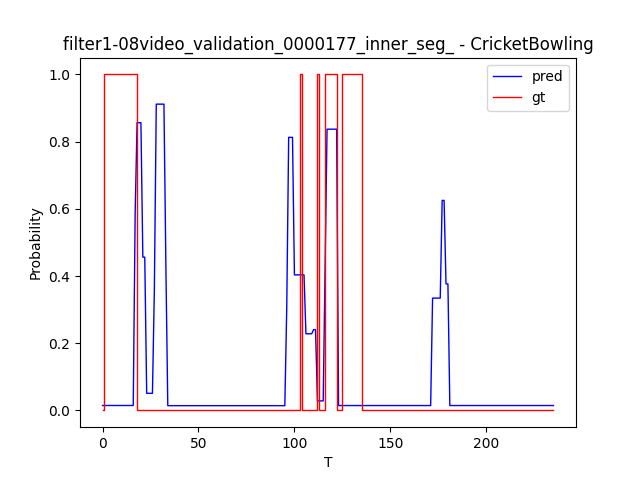 filter1-08video_validation_0000177_inner_seg_ - CricketBowling
pred
gt
1.0
0.8
0.6
0.4
0.2
0.0
Probability
0
50
100
150
200
T